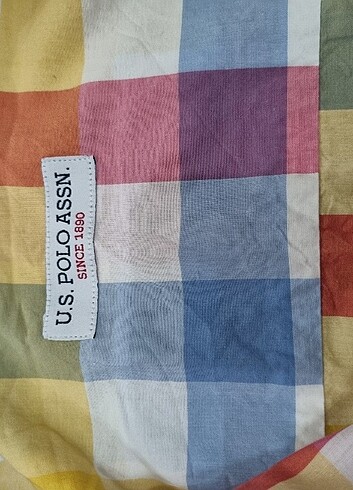 U.S. POLO ASSN.
SINCE 1890